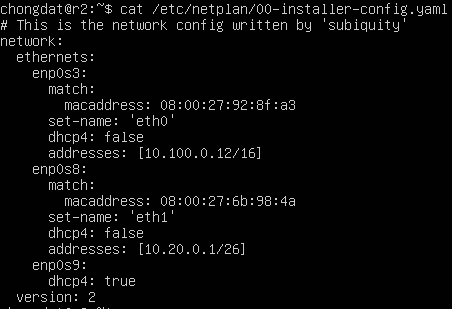 chongdat@r2:~$ cat /etc/netplan/00-installer-config.yaml
# This is the network config written by 'subiquity'
network:
  ethernets:
    enp0s3:
      match:
        macaddress: 08:00:27:92:8f:a3
      set-name: 'eth0'
      dhcp4: false
      addresses: [10.100.0.12/16]
    enp0s8:
      match:
        macaddress: 08:00:27:6b:98:4a
      set-name: 'eth1'
      dhcp4: false
      addresses: [10.20.0.1/26]
    enp0s9:
      dhcp4: true
  version: 2